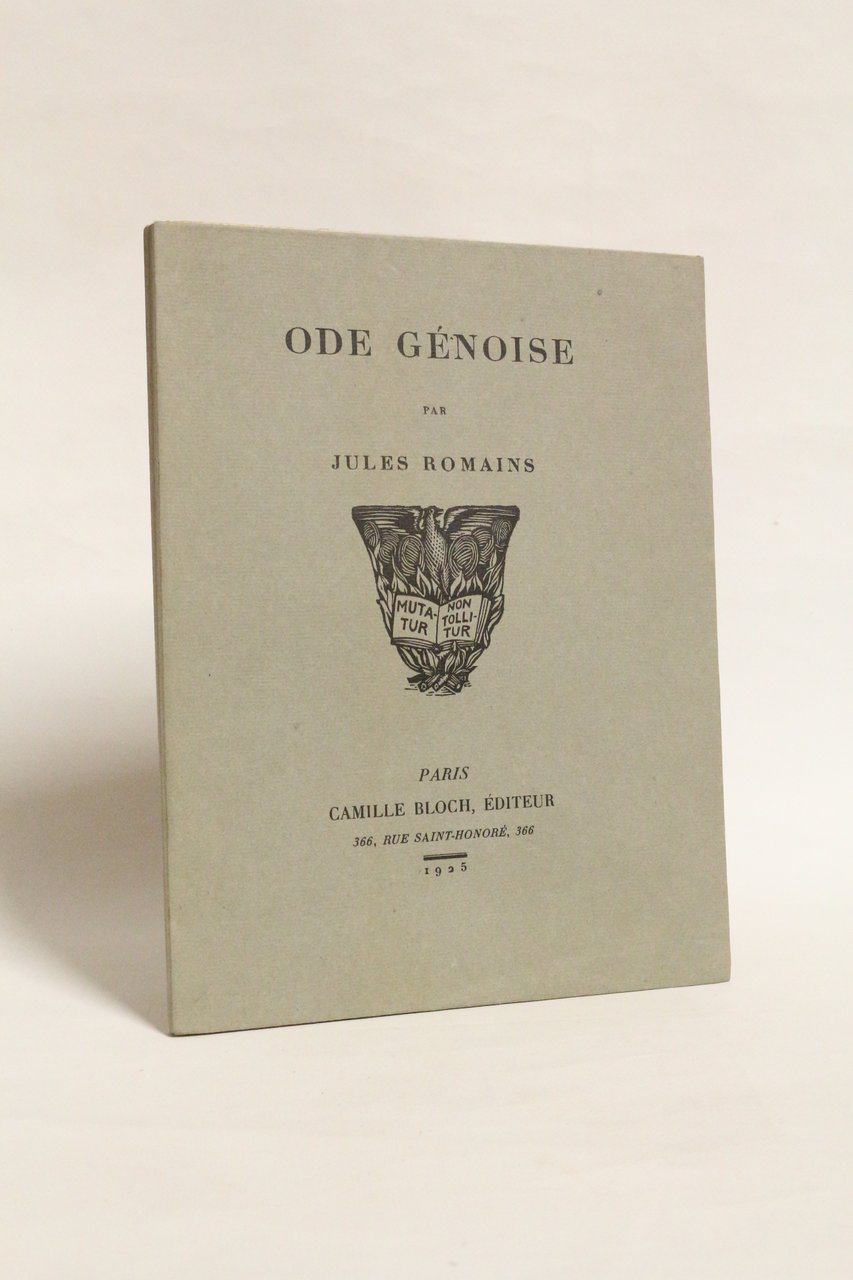 ODE GÉNOISE
PAR
JULES ROMAINS
MUTA-
TUR
NON
TOLLI-
TUR
PARIS
CAMILLE BLOCH, ÉDITEUR
366, RUE SAINT-HONORÉ, 366
1925